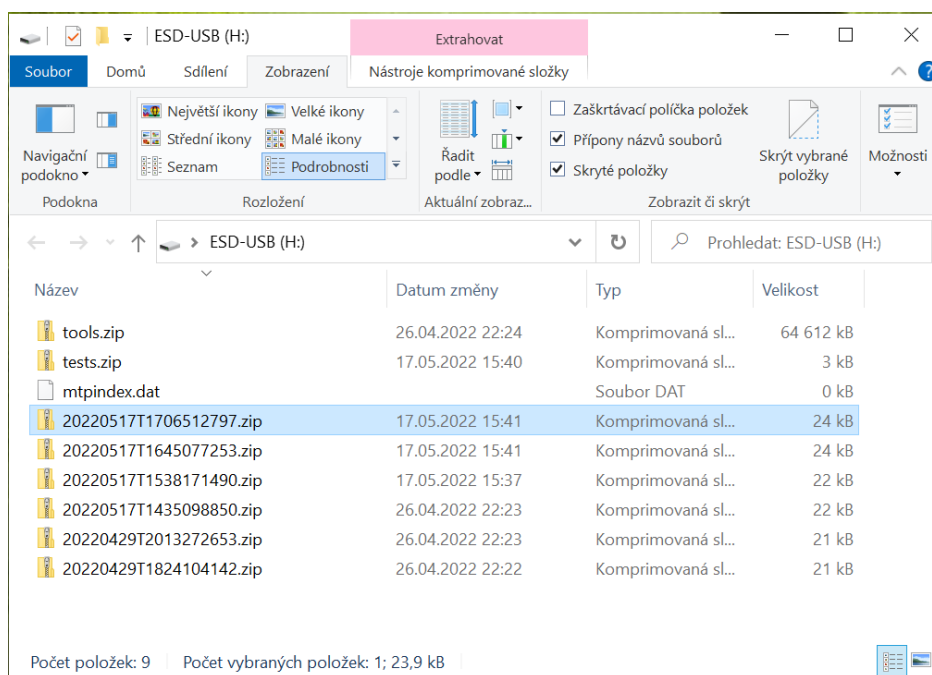 ESD-USB (H:)
Extrahovat
Soubor Domů Sdílení Zobrazení Nástroje komprimované složky ?
Největší ikony Velké ikony
Střední ikony Malé ikony
Seznam Podrobnosti
Navigační podokno
Řadit podle
Zaškrtávací políčka položek
Přípony názvů souborů
Skryté položky
Skrýt vybrané položky
Možnosti
Podokna Rozložení Aktuální zobraz... Zobrazit či skrýt
ESD-USB (H:) Prohledat: ESD-USB (H:)
Název Datum změny Typ Velikost
tools.zip 26.04.2022 22:24 Komprimovaná sl... 64 612 kB
tests.zip 17.05.2022 15:40 Komprimovaná sl... 3 kB
mtpindex.dat Soubor DAT 0 kB
20220517T1706512797.zip 17.05.2022 15:41 Komprimovaná sl... 24 kB
20220517T1645077253.zip 17.05.2022 15:41 Komprimovaná sl... 24 kB
20220517T1538171490.zip 17.05.2022 15:37 Komprimovaná sl... 22 kB
20220517T1435098850.zip 26.04.2022 22:23 Komprimovaná sl... 22 kB
20220429T2013272653.zip 26.04.2022 22:23 Komprimovaná sl... 21 kB
20220429T1824104142.zip 26.04.2022 22:22 Komprimovaná sl... 21 kB
Počet položek: 9 Počet vybraných položek: 1; 23,9 kB